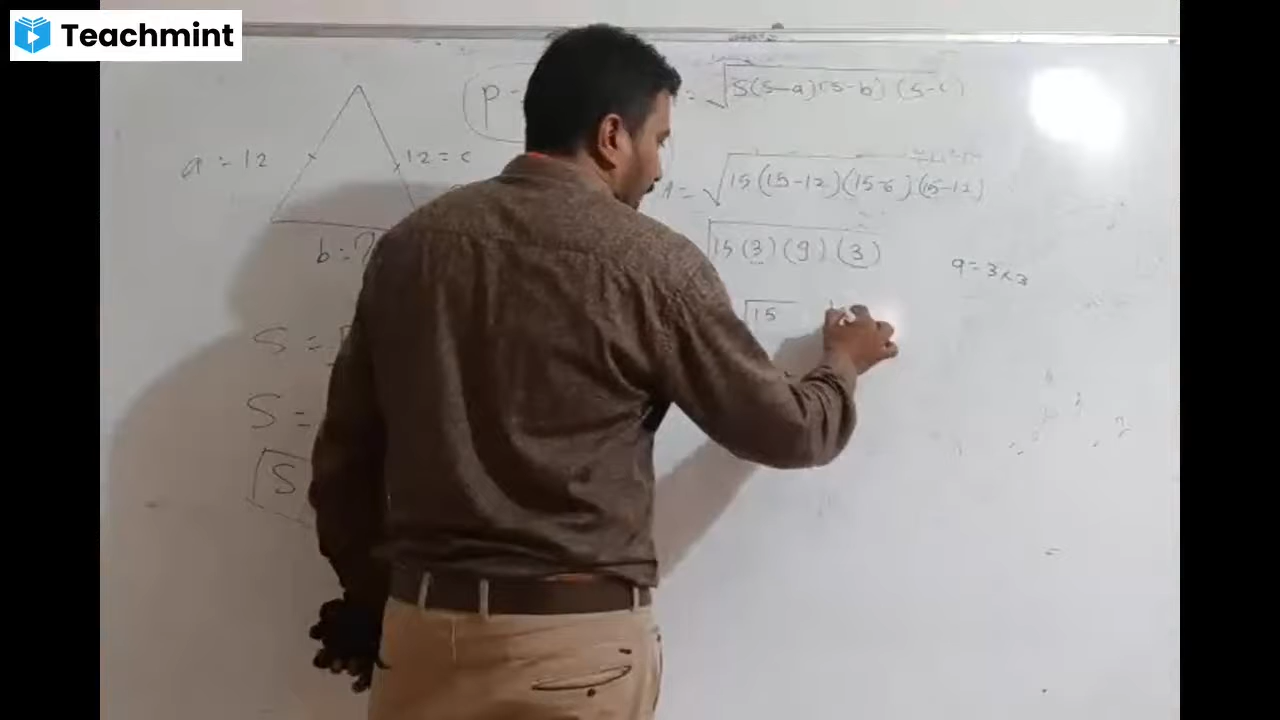 Teachmint
P
= √S(S-a)(S-b)(S-c)
a = 12
12 = c
A = √15(15-12)(15-6)(15-12)
b = ?
√15(3)(9)(3)
9 = 3×3
√15
S =
S =
S